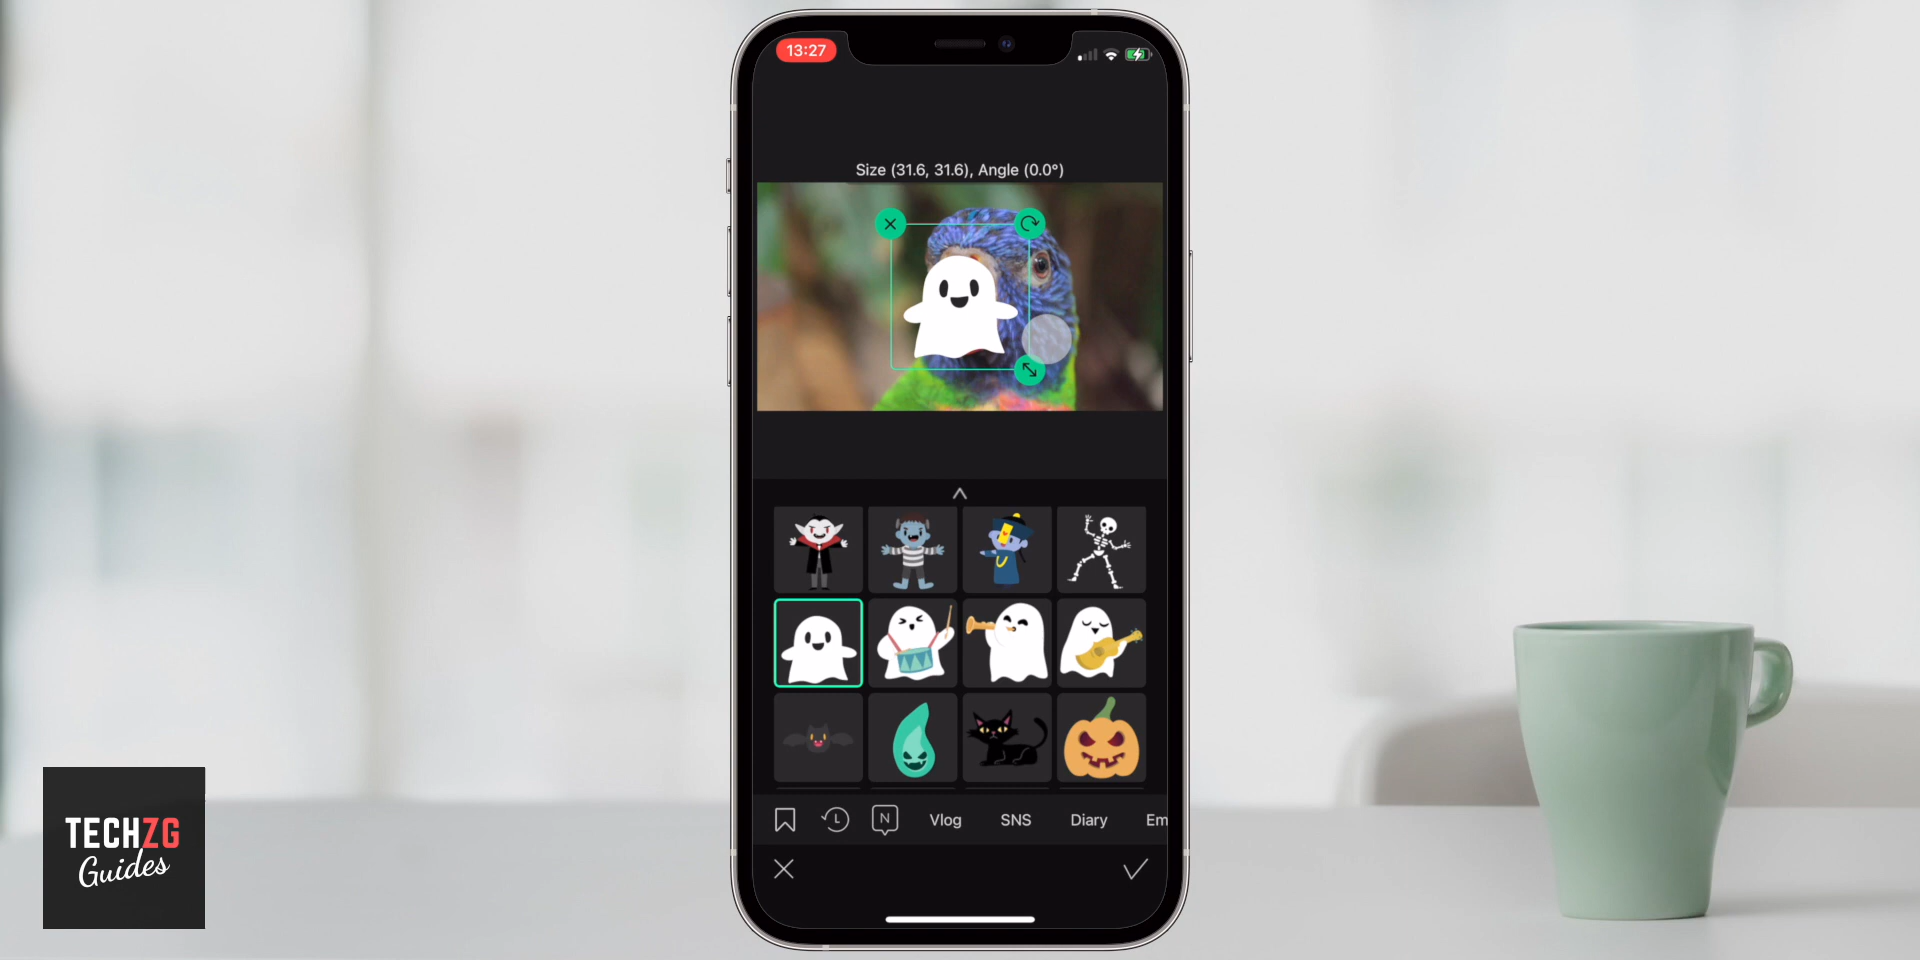 13:27
Size (31.6, 31.6), Angle (0.0°)
N
Vlog
SNS
Diary
Em
TECHZG
Guides